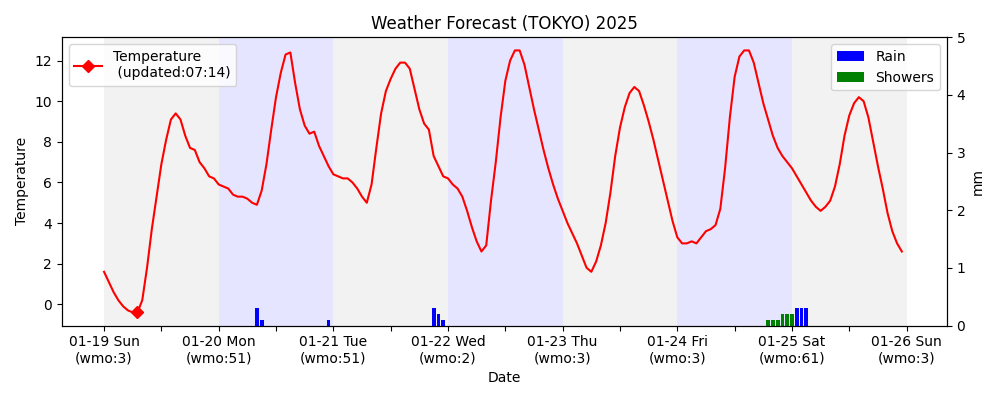 Weather Forecast (TOKYO) 2025
Temperature
(updated:07:14)
Rain
Showers
Temperature
12
10
8
6
4
2
0
5
4
3
2
1
0
mm
01-19 Sun
(wmo:3)
01-20 Mon
(wmo:51)
01-21 Tue
(wmo:51)
01-22 Wed
(wmo:2)
01-23 Thu
(wmo:3)
01-24 Fri
(wmo:3)
01-25 Sat
(wmo:61)
01-26 Sun
(wmo:3)
Date